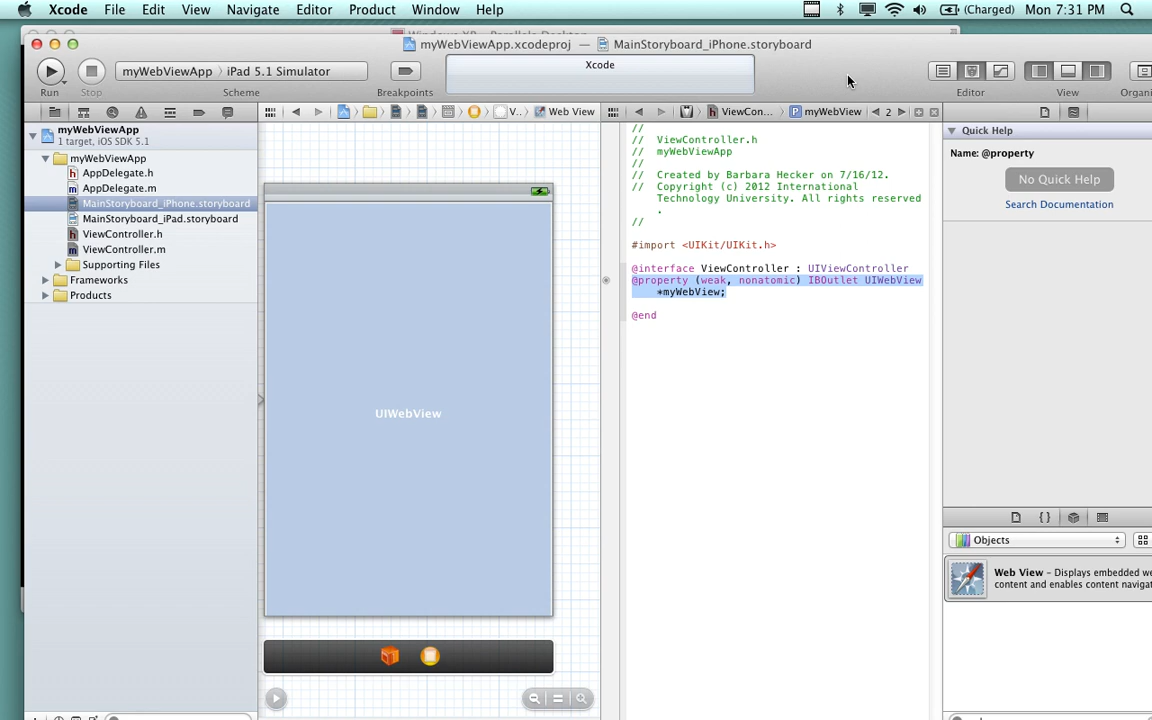 Xcode File Edit View Navigate Editor Product Window Help (Charged) Mon 7:31 PM
myWebViewApp.xcodeproj — MainStoryboard_iPhone.storyboard
myWebViewApp › iPad 5.1 Simulator
Xcode
Run Stop Scheme Breakpoints Editor View Organi
V... Web View
ViewCon... myWebView 2
myWebViewApp
1 target, iOS SDK 5.1
myWebViewApp
AppDelegate.h
AppDelegate.m
MainStoryboard_iPhone.storyboard
MainStoryboard_iPad.storyboard
ViewController.h
ViewController.m
Supporting Files
Frameworks
Products
UIWebView
//
// ViewController.h
// myWebViewApp
//
// Created by Barbara Hecker on 7/16/12.
// Copyright (c) 2012 International
Technology University. All rights reserved
.
//
#import <UIKit/UIKit.h>
@interface ViewController : UIViewController
@property (weak, nonatomic) IBOutlet UIWebView
*myWebView;
@end
Quick Help
Name: @property
No Quick Help
Search Documentation
Objects
Web View – Displays embedded we
content and enables content navigat